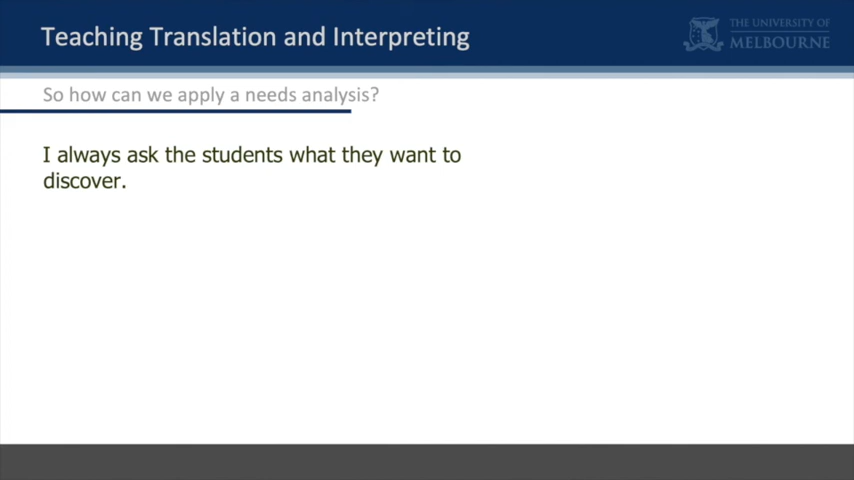 Teaching Translation and Interpreting
THE UNIVERSITY OF
MELBOURNE
So how can we apply a needs analysis?
I always ask the students what they want to
discover.